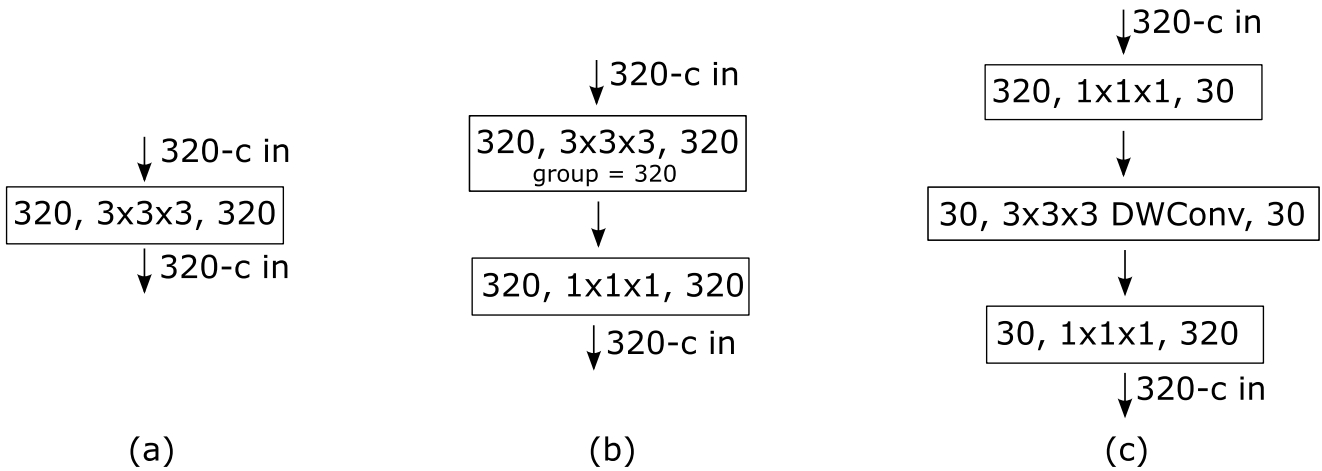 320-c in
320, 3x3x3, 320
320-c in
(a)
320-c in
320, 3x3x3, 320
group = 320
320, 1x1x1, 320
320-c in
(b)
320-c in
320, 1x1x1, 30
30, 3x3x3 DWConv, 30
30, 1x1x1, 320
320-c in
(c)